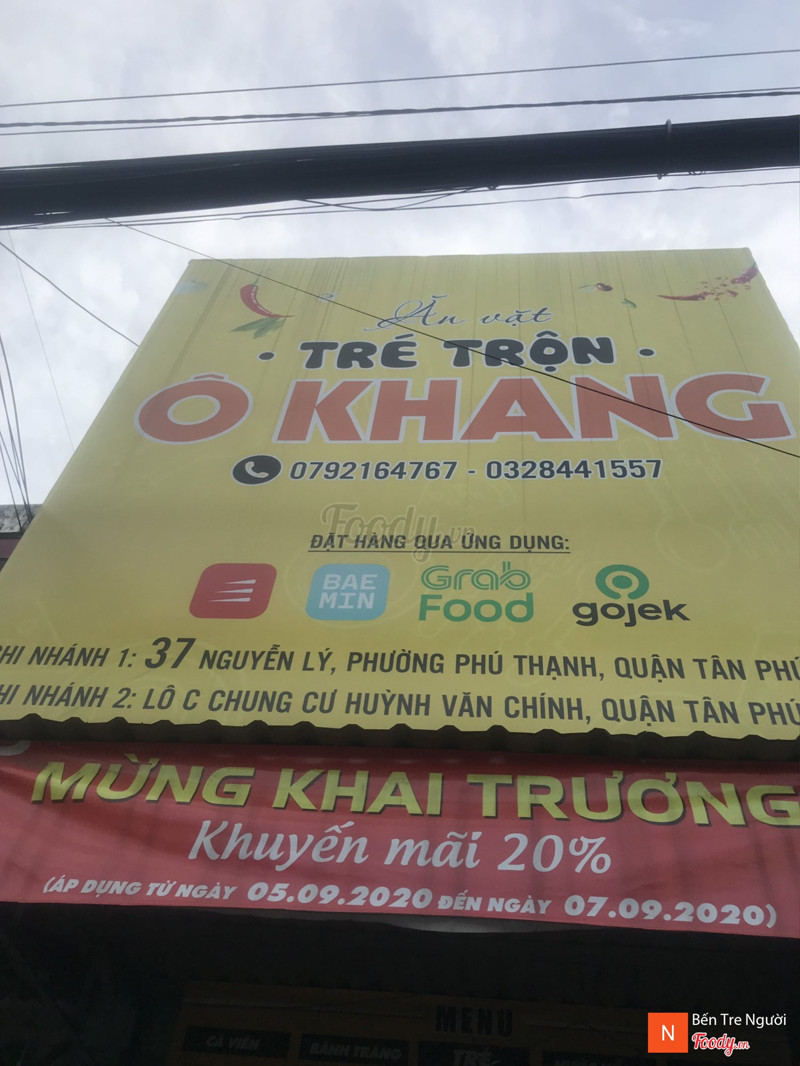 Ăn vặt
• TRÉ TRỘN •
Ô KHANG
0792164767 - 0328441557
Foody.vn
ĐẶT HÀNG QUA ỨNG DỤNG:
BAE
MIN
Grab
Food
gojek
HI NHÁNH 1: 37 NGUYỄN LÝ, PHƯỜNG PHÚ THẠNH, QUẬN TÂN PHÚ
HI NHÁNH 2: LÔ C CHUNG CƯ HUỲNH VĂN CHÍNH, QUẬN TÂN PHÚ
MỪNG KHAI TRƯƠNG
Khuyến mãi 20%
(ÁP DỤNG TỪ NGÀY 05.09.2020 ĐẾN NGÀY 07.09.2020)
MENU
CÁ VIÊN
BÁNH TRÁNG
TRÉ
N
Bến Tre Người
Foody.vn